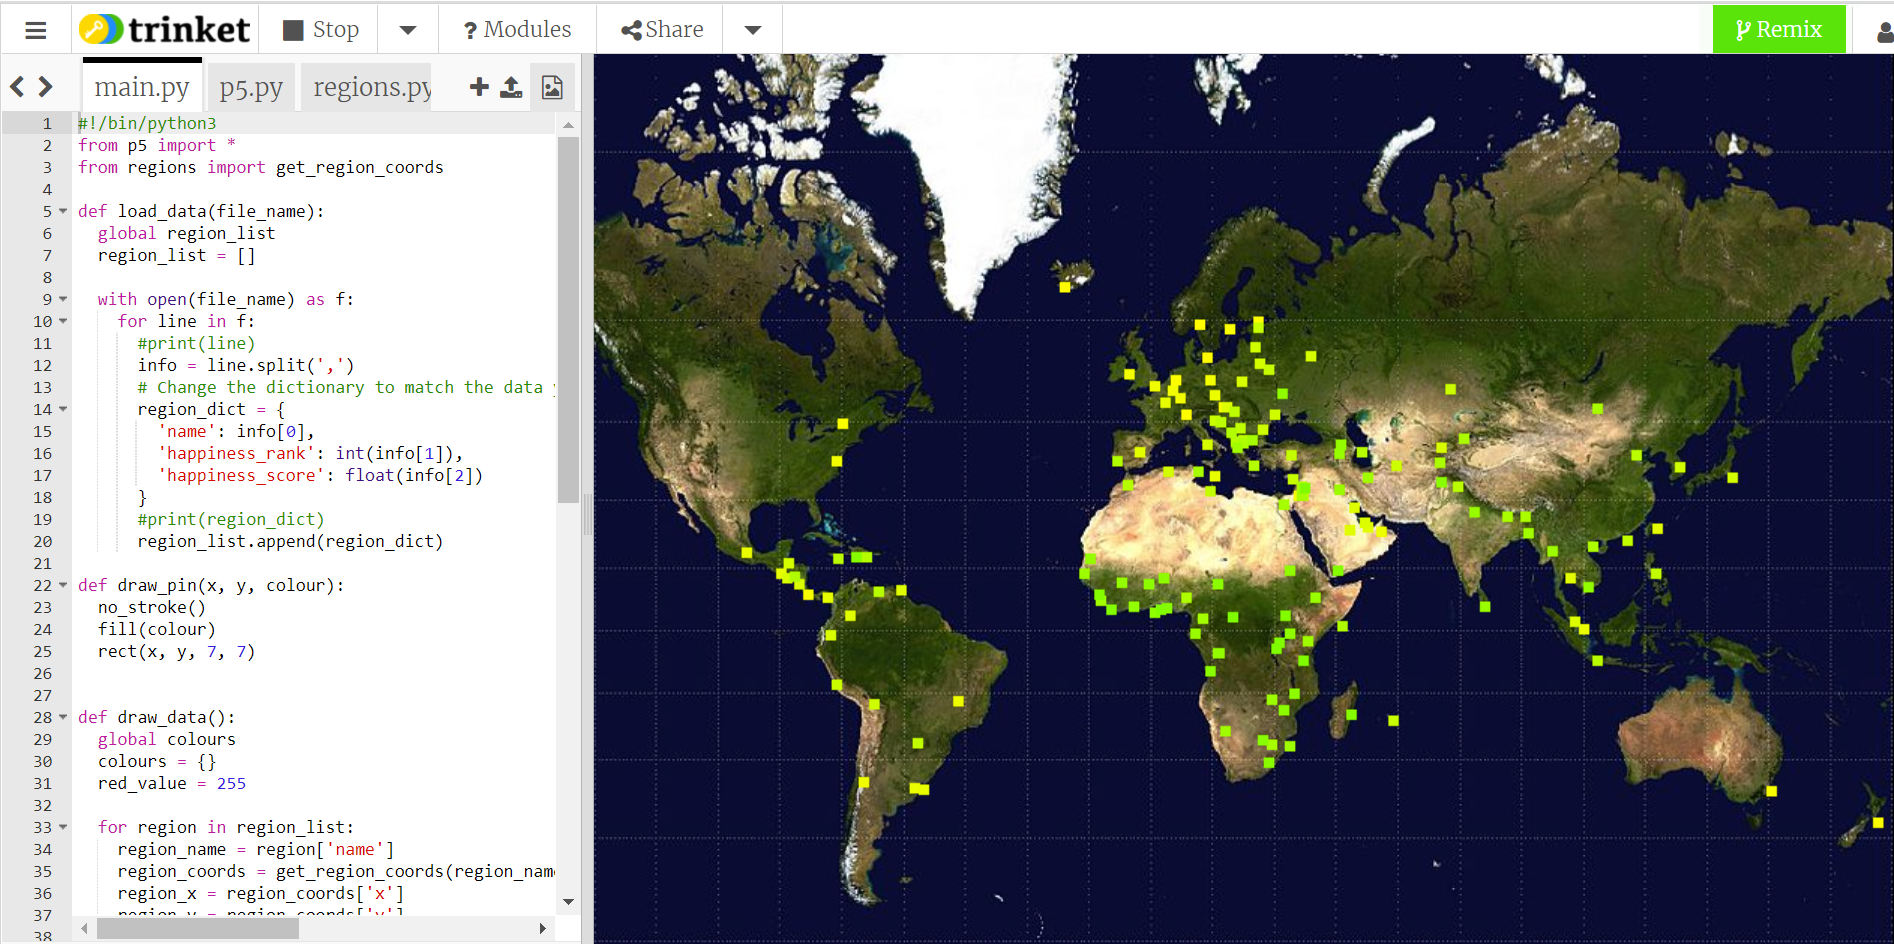 trinket Stop ? Modules Share Remix
main.py p5.py regions.py
1 #!/bin/python3
2 from p5 import *
3 from regions import get_region_coords
4
5 def load_data(file_name):
6 global region_list
7 region_list = []
8
9 with open(file_name) as f:
10 for line in f:
11 #print(line)
12 info = line.split(',')
13 # Change the dictionary to match the data
14 region_dict = {
15 'name': info[0],
16 'happiness_rank': int(info[1]),
17 'happiness_score': float(info[2])
18 }
19 #print(region_dict)
20 region_list.append(region_dict)
21
22 def draw_pin(x, y, colour):
23 no_stroke()
24 fill(colour)
25 rect(x, y, 7, 7)
26
27
28 def draw_data():
29 global colours
30 colours = {}
31 red_value = 255
32
33 for region in region_list:
34 region_name = region['name']
35 region_coords = get_region_coords(region_name
36 region_x = region_coords['x']
37 region_y = region_coords['y']
38